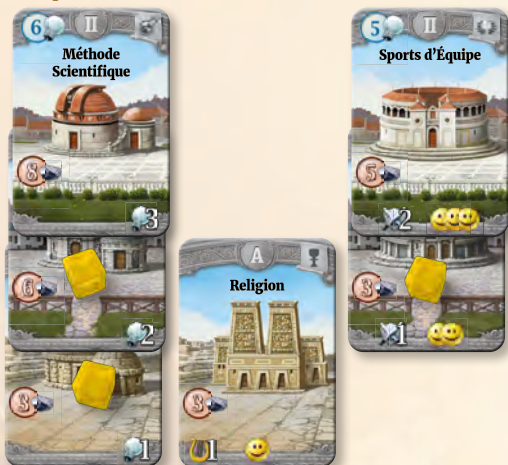 6 II
Méthode
Scientifique
8
3
6
2
3
1
A
Religion
3
1
5 II
Sports d’Équipe
5
2
3
1